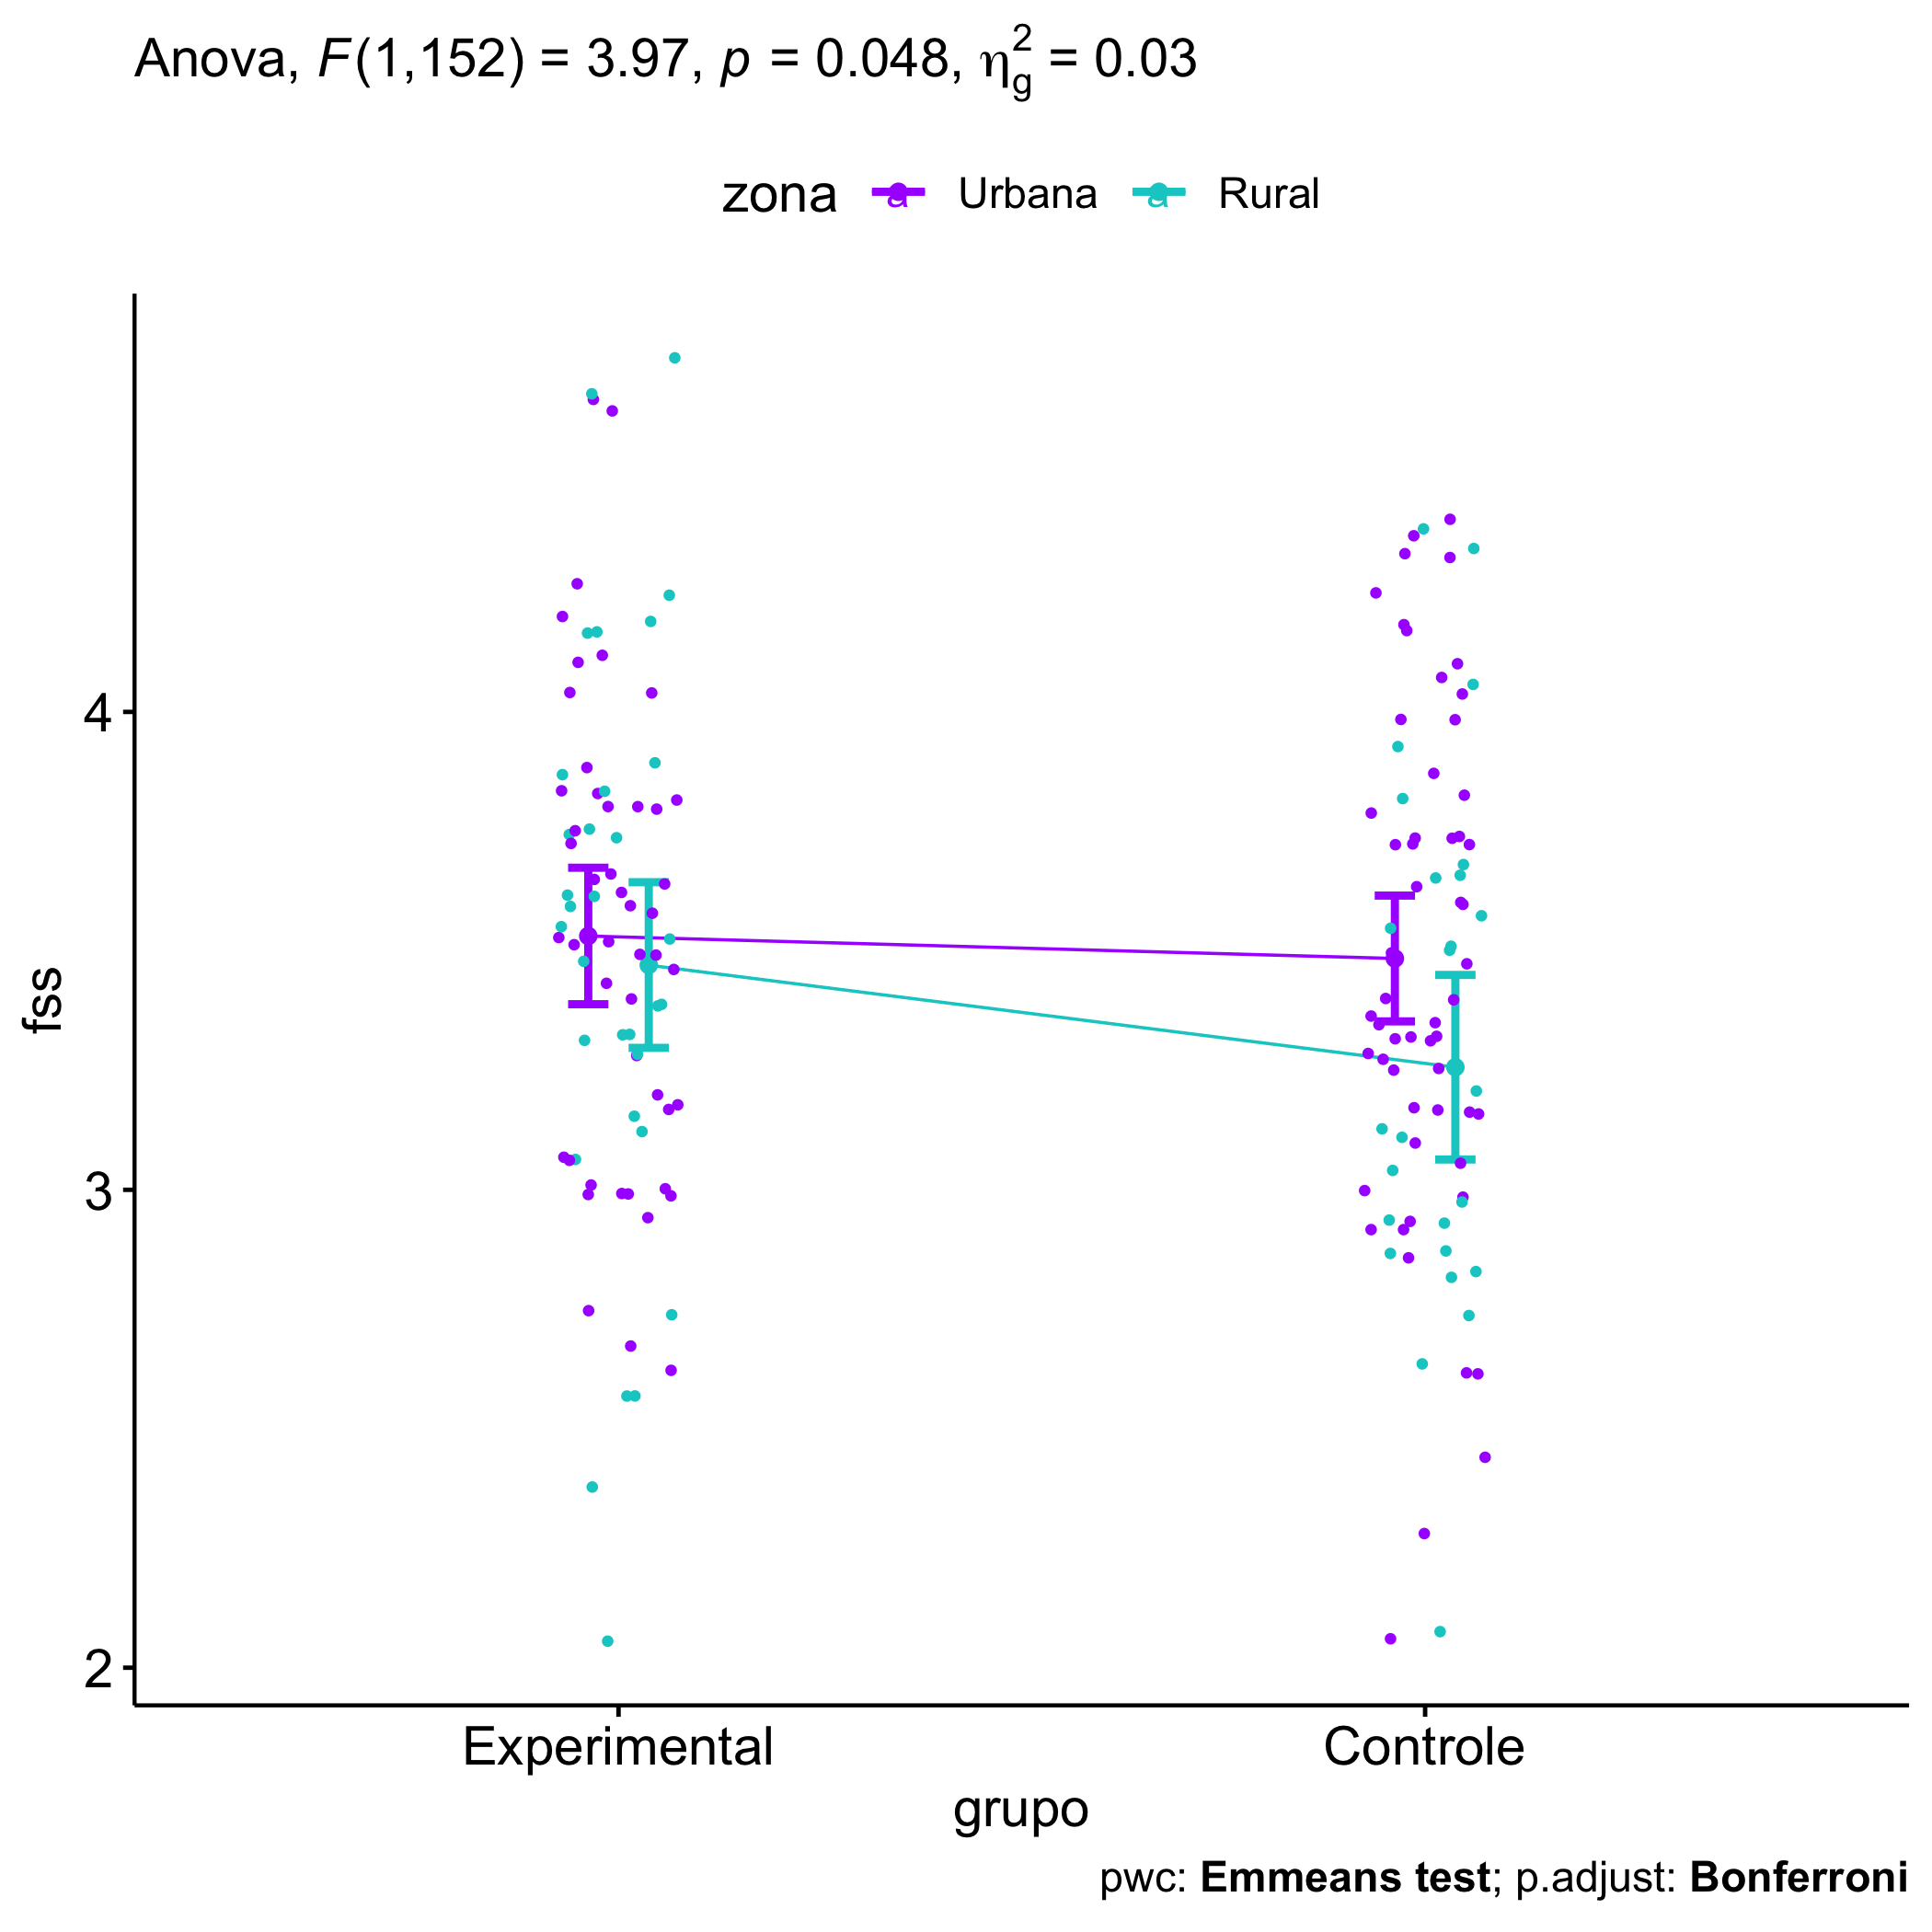 Anova, F(1,152) = 3.97, p = 0.048, η²g = 0.03
zona a Urbana a Rural
4
3
2
fss
Experimental Controle
grupo
pwc: Emmeans test; p.adjust: Bonferroni